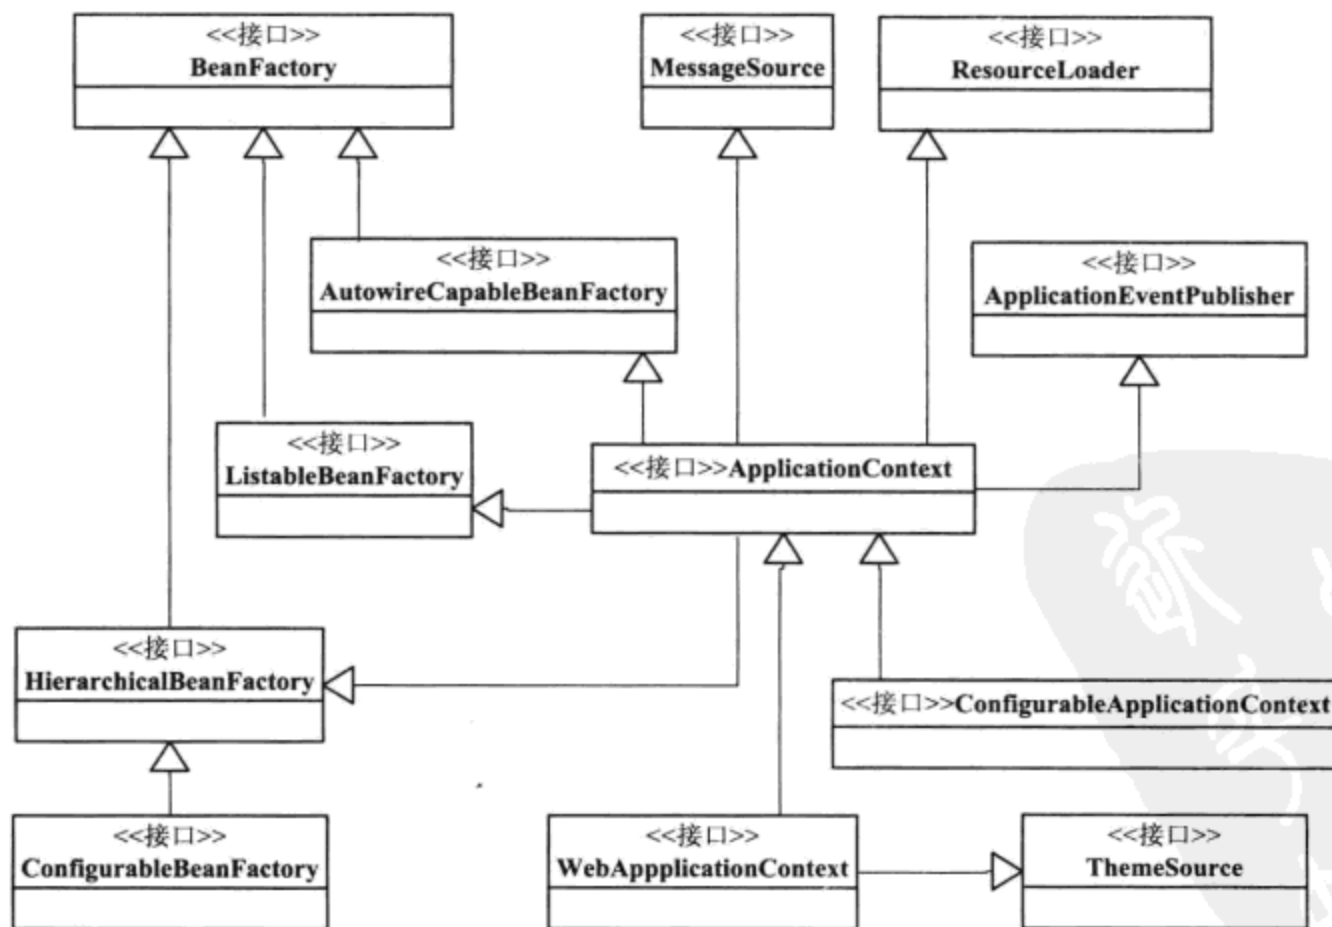 <<接口>>
BeanFactory
<<接口>>
MessageSource
<<接口>>
ResourceLoader
<<接口>>
AutowireCapableBeanFactory
<<接口>>
ApplicationEventPublisher
<<接口>>
ListableBeanFactory
<<接口>>ApplicationContext
<<接口>>
HierarchicalBeanFactory
<<接口>>ConfigurableApplicationContext
<<接口>>
ConfigurableBeanFactory
<<接口>>
WebAppplicationContext
<<接口>>
ThemeSource